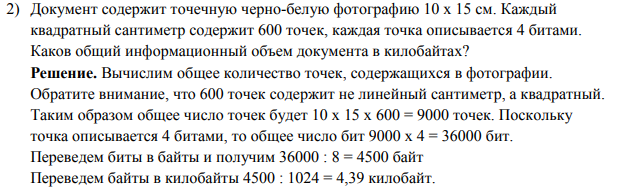 2) Документ содержит точечную черно-белую фотографию 10 x 15 см. Каждый
квадратный сантиметр содержит 600 точек, каждая точка описывается 4 битами.
Каков общий информационный объем документа в килобайтах?
Решение. Вычислим общее количество точек, содержащихся в фотографии.
Обратите внимание, что 600 точек содержит не линейный сантиметр, а квадратный.
Таким образом общее число точек будет 10 x 15 x 600 = 9000 точек. Поскольку
точка описывается 4 битами, то общее число бит 9000 x 4 = 36000 бит.
Переведем биты в байты и получим 36000 : 8 = 4500 байт
Переведем байты в килобайты 4500 : 1024 = 4,39 килобайт.